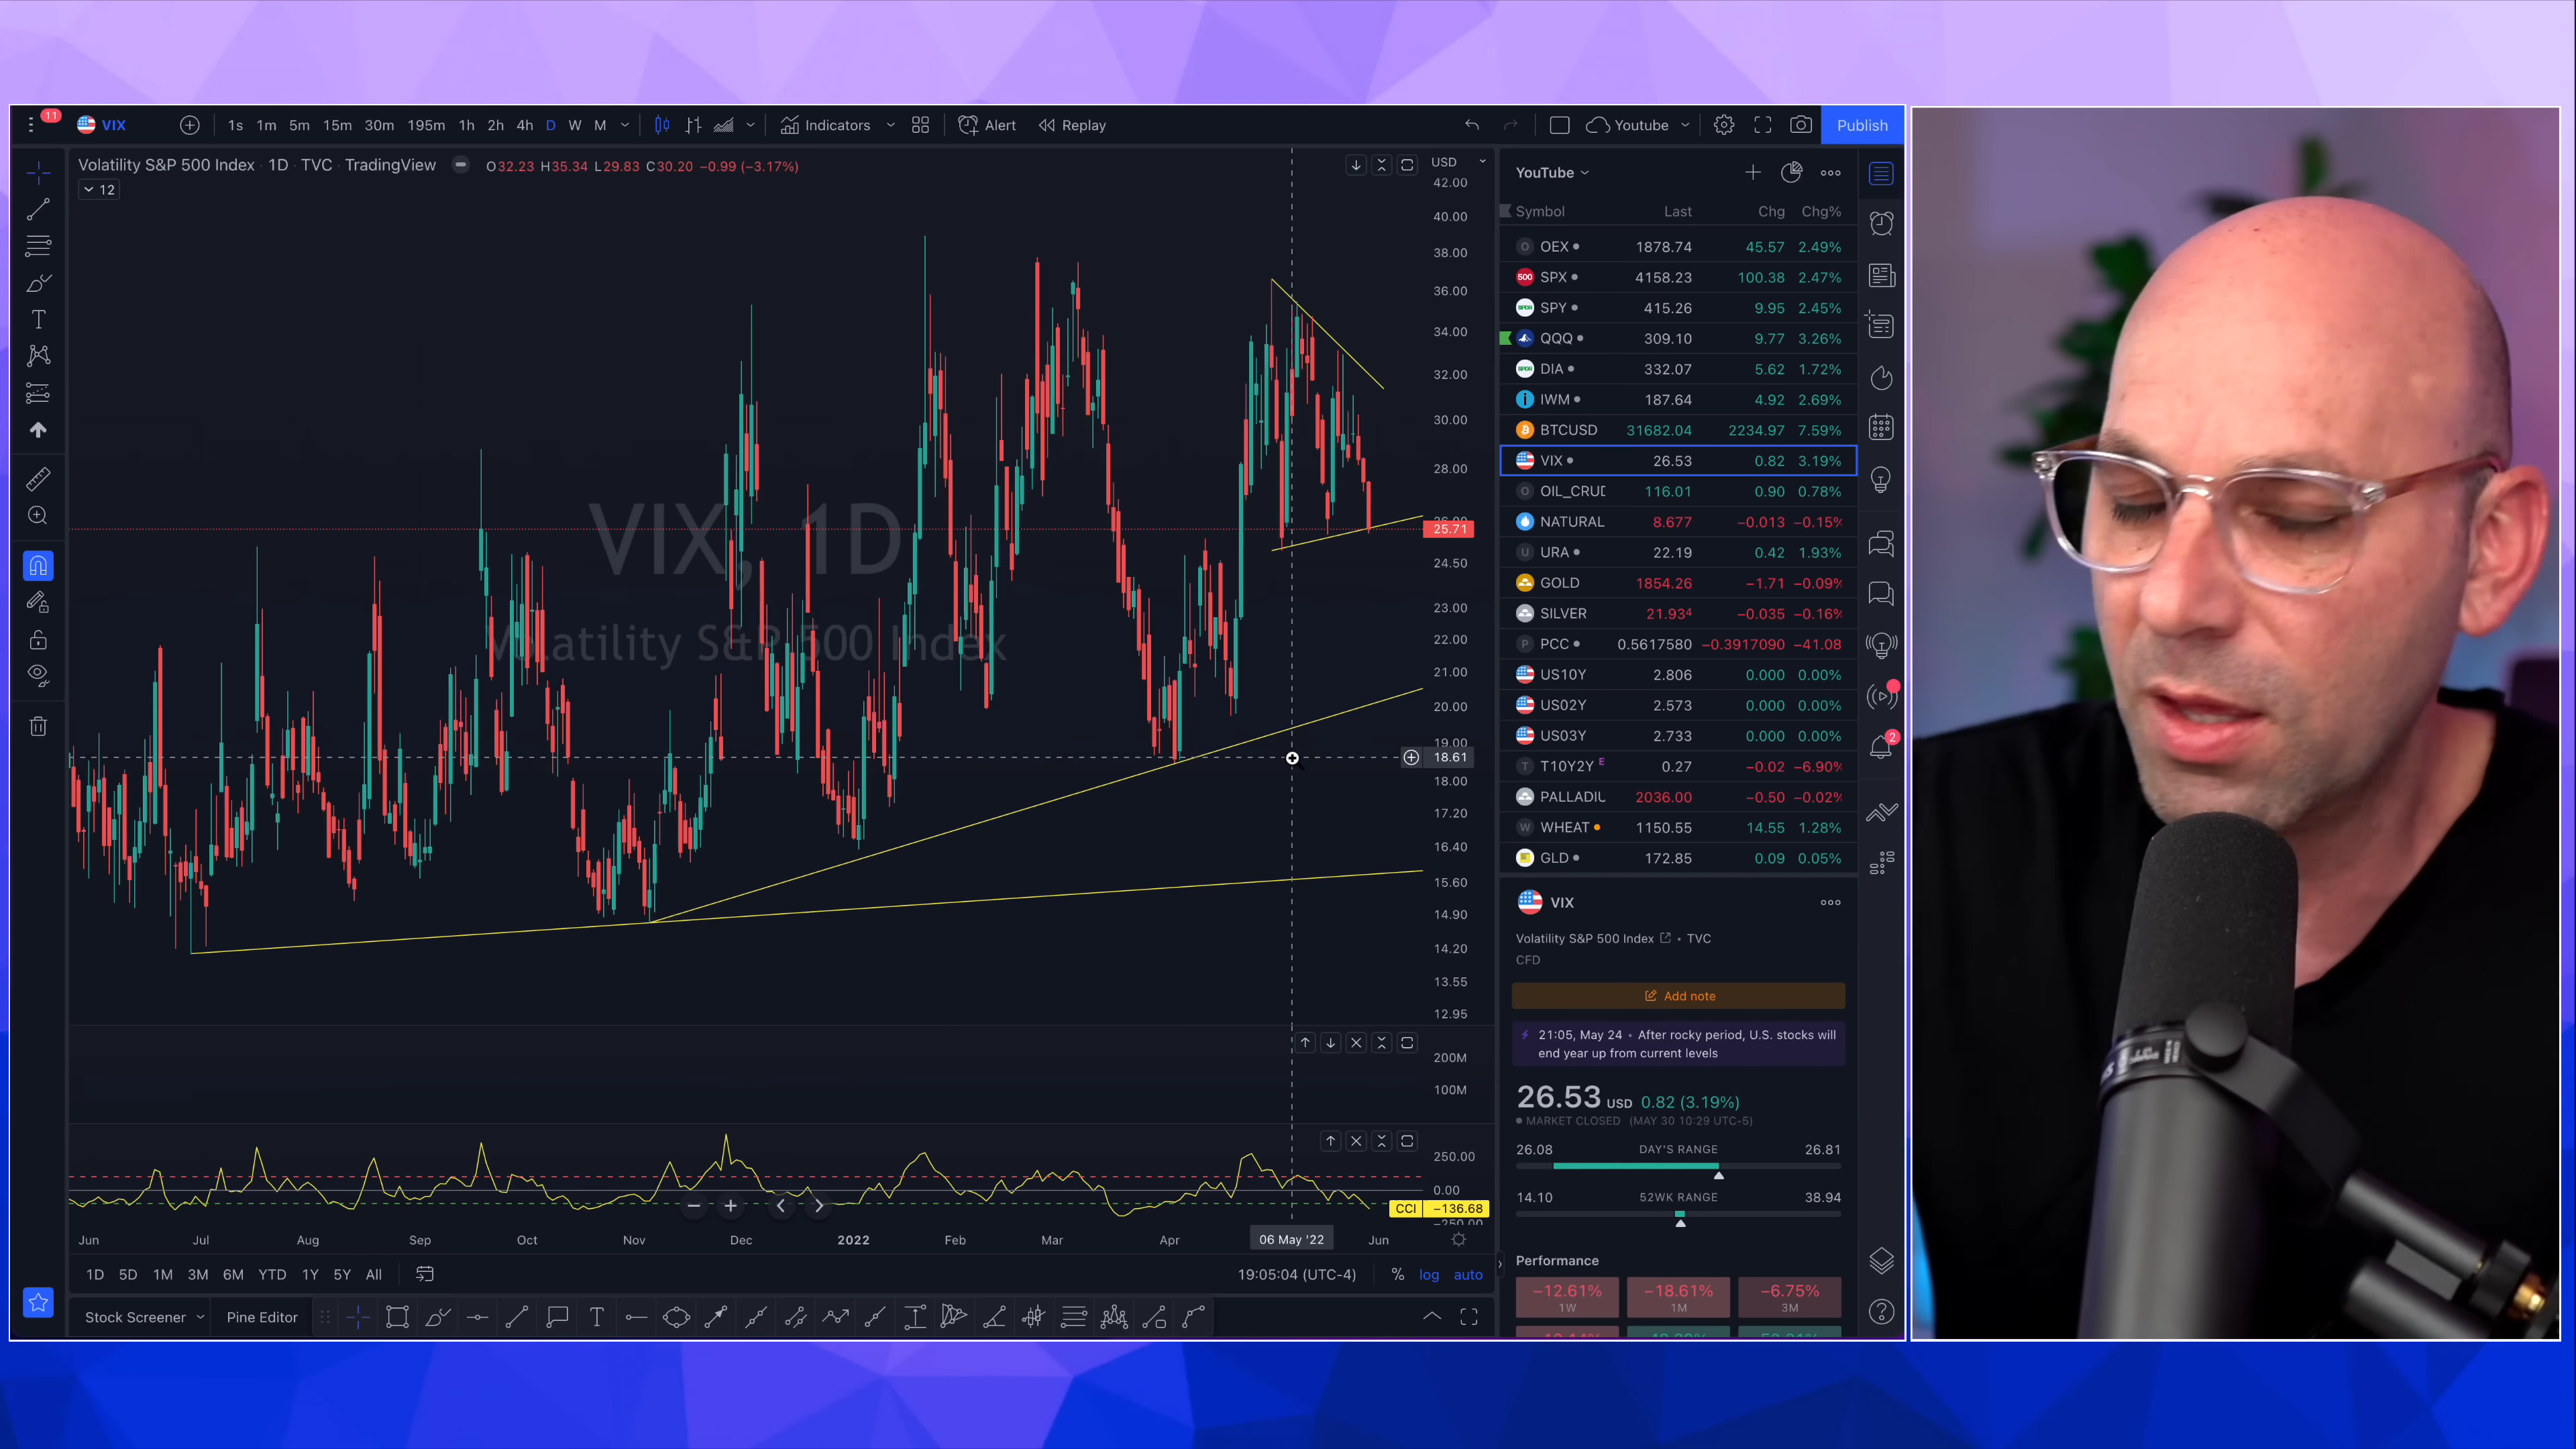 11
VIX
1s 1m 5m 15m 30m 195m 1h 2h 4h D W M
Indicators
Alert
Replay
Youtube
Publish
Volatility S&P 500 Index · 1D · TVC · TradingView
O32.23 H35.34 L29.83 C30.20 −0.99 (−3.17%)
12
USD
42.00
40.00
38.00
36.00
34.00
32.00
30.00
28.00
25.71
24.50
23.00
22.00
21.00
20.00
19.00
18.61
18.00
17.20
16.40
15.60
14.90
14.20
13.55
12.95
VIX, 1D
Volatility S&P 500 Index
200M
100M
250.00
0.00
CCI −136.68
−250.00
Jun Jul Aug Sep Oct Nov Dec 2022 Feb Mar Apr 06 May '22 Jun
1D 5D 1M 3M 6M YTD 1Y 5Y All
19:05:04 (UTC-4) % log auto
Stock Screener
Pine Editor
YouTube
Symbol Last Chg Chg%
OEX 1878.74 45.57 2.49%
500 SPX 4158.23 100.38 2.47%
SPY 415.26 9.95 2.45%
QQQ 309.10 9.77 3.26%
DIA 332.07 5.62 1.72%
IWM 187.64 4.92 2.69%
BTCUSD 31682.04 2234.97 7.59%
VIX 26.53 0.82 3.19%
OIL_CRUD 116.01 0.90 0.78%
NATURAL 8.677 −0.013 −0.15%
URA 22.19 0.42 1.93%
GOLD 1854.26 −1.71 −0.09%
SILVER 21.934 −0.035 −0.16%
PCC 0.5617580 −0.3917090 −41.08
US10Y 2.806 0.000 0.00%
US02Y 2.573 0.000 0.00%
US03Y 2.733 0.000 0.00%
T10Y2Y E 0.27 −0.02 −6.90%
PALLADIU 2036.00 −0.50 −0.02%
WHEAT 1150.55 14.55 1.28%
GLD 172.85 0.09 0.05%
2
VIX
Volatility S&P 500 Index • TVC
CFD
Add note
21:05, May 24 • After rocky period, U.S. stocks will
end year up from current levels
26.53 USD 0.82 (3.19%)
MARKET CLOSED (MAY 30 10:29 UTC-5)
26.08 DAY'S RANGE 26.81
14.10 52WK RANGE 38.94
Performance
−12.61% −18.61% −6.75%
1W 1M 3M